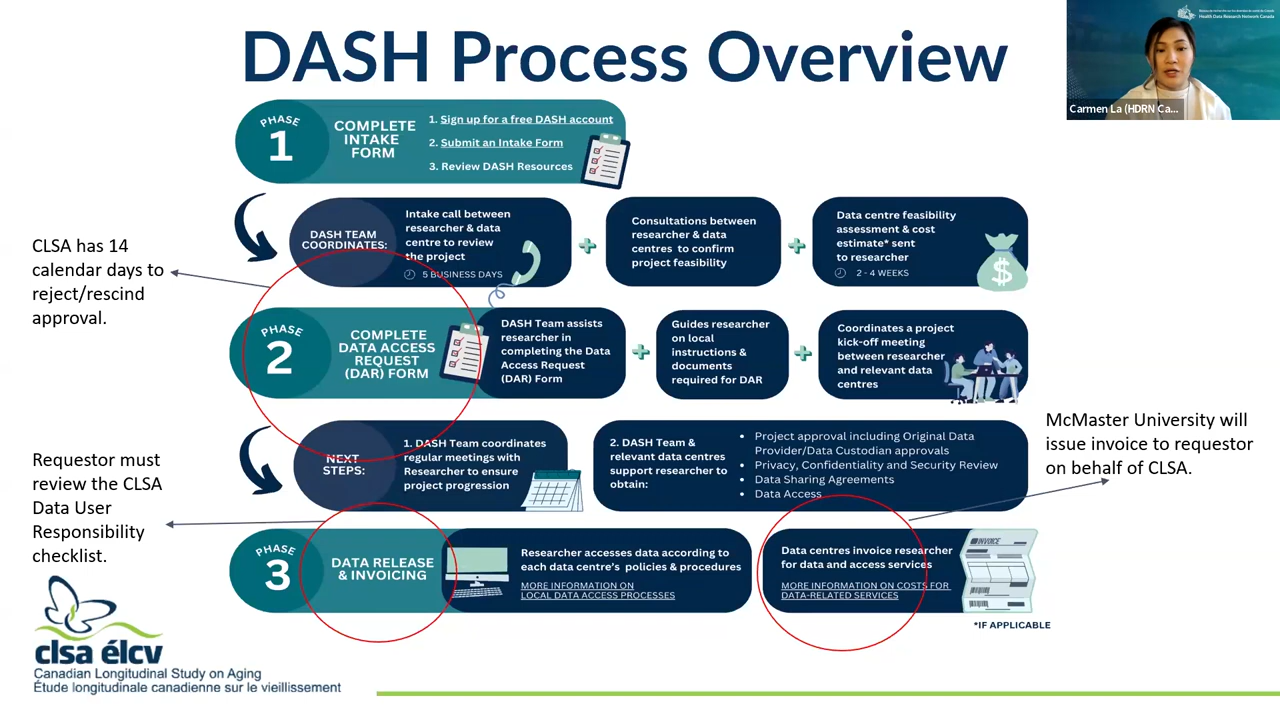 DASH Process Overview
Health Data Research Network Canada
Carmen La (HDRN Ca...
PHASE
1
COMPLETE
INTAKE
FORM
1. Sign up for a free DASH account
2. Submit an Intake Form
3. Review DASH Resources
DASH TEAM
COORDINATES:
Intake call between
researcher & data
centre to review
the project
5 BUSINESS DAYS
Consultations between
researcher & data
centres to confirm
project feasibility
Data centre feasibility
assessment & cost
estimate* sent
to researcher
2 - 4 WEEKS
$
CLSA has 14
calendar days to
reject/rescind
approval.
PHASE
2
COMPLETE
DATA ACCESS
REQUEST
(DAR) FORM
DASH Team assists
researcher in
completing the Data
Access Request
(DAR) Form
Guides researcher
on local
instructions &
documents
required for DAR
Coordinates a project
kick-off meeting
between researcher
and relevant data
centres
NEXT
STEPS:
1. DASH Team coordinates
regular meetings with
Researcher to ensure
project progression
2. DASH Team &
relevant data centres
support researcher to
obtain:
• Project approval including Original Data
Provider/Data Custodian approvals
• Privacy, Confidentiality and Security Review
• Data Sharing Agreements
• Data Access
McMaster University will
issue invoice to requestor
on behalf of CLSA.
Requestor must
review the CLSA
Data User
Responsibility
checklist.
PHASE
3
DATA RELEASE
& INVOICING
Researcher accesses data according to
each data centre's policies & procedures
MORE INFORMATION ON
LOCAL DATA ACCESS PROCESSES
Data centres invoice researcher
for data and access services
MORE INFORMATION ON COSTS FOR
DATA-RELATED SERVICES
INVOICE
*IF APPLICABLE
clsa élcv
Canadian Longitudinal Study on Aging
Étude longitudinale canadienne sur le vieillissement